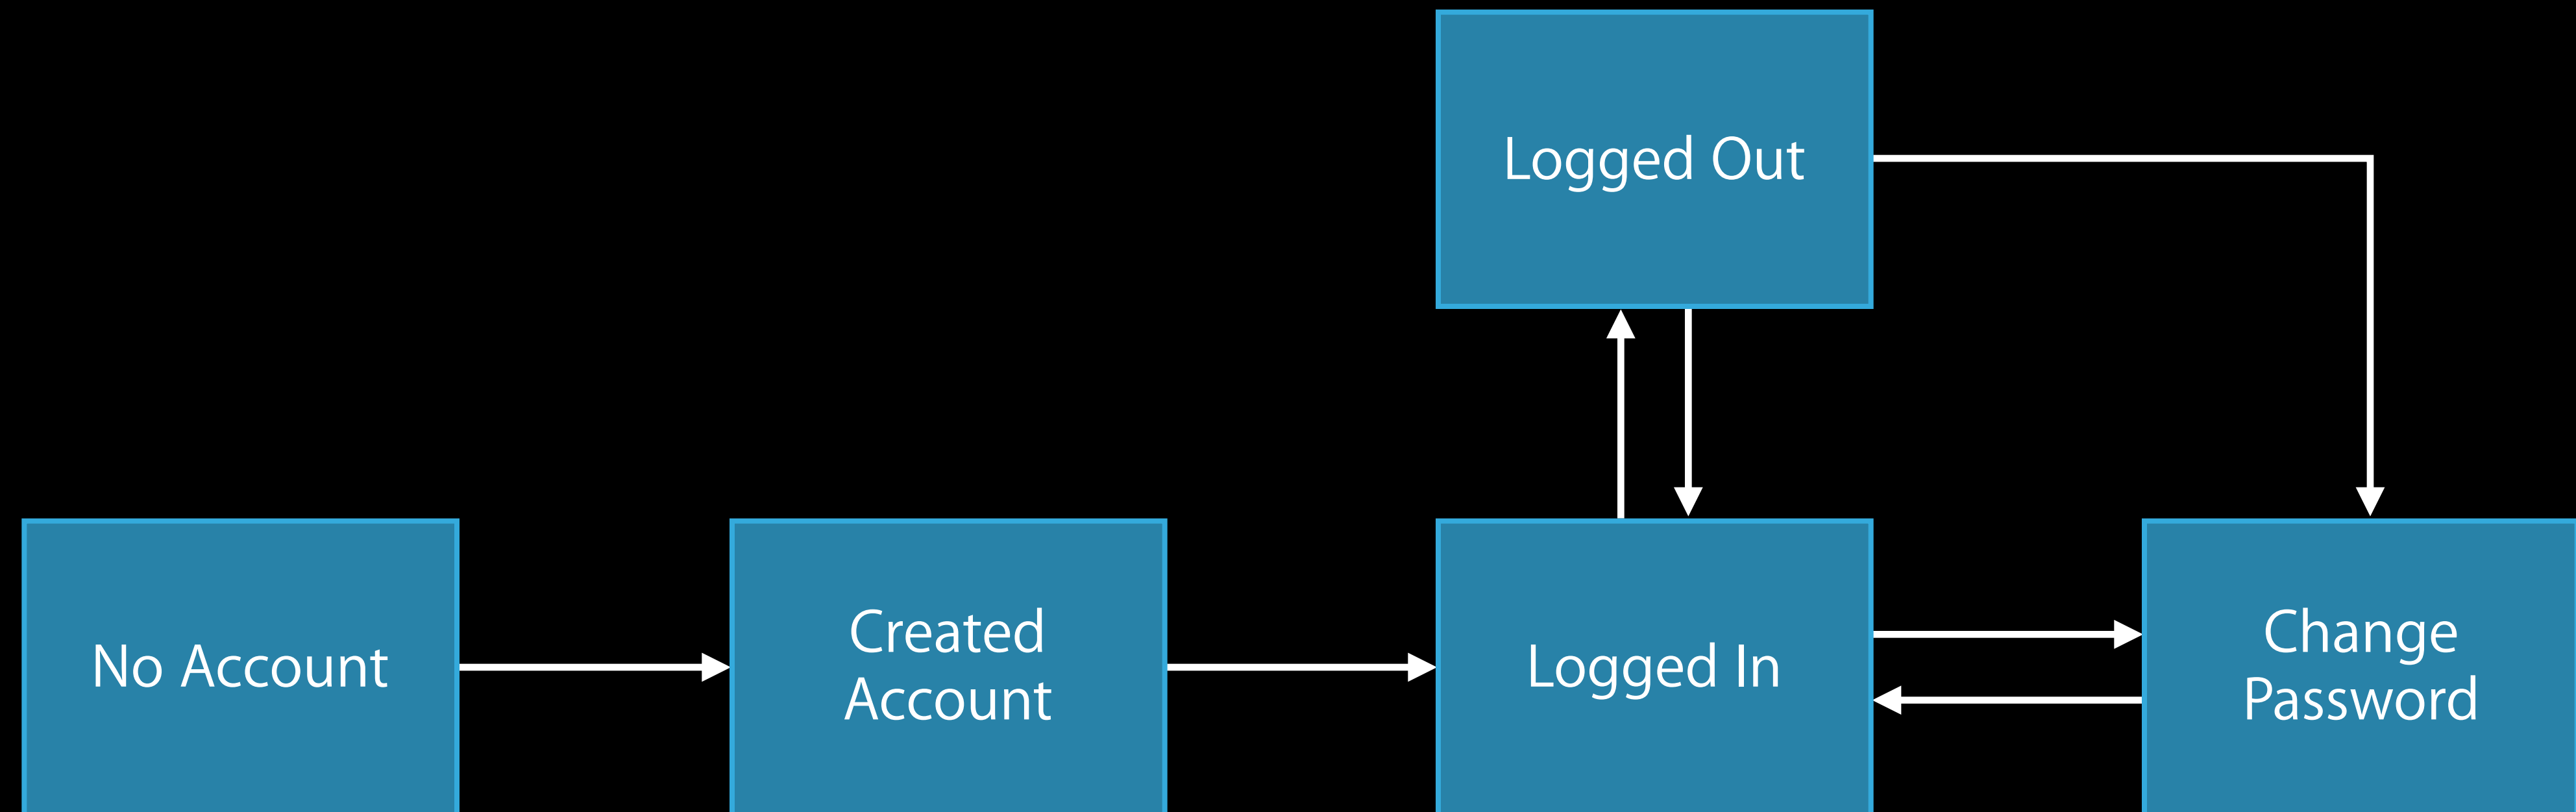 Logged Out
No Account
Created
Account
Logged In
Change
Password